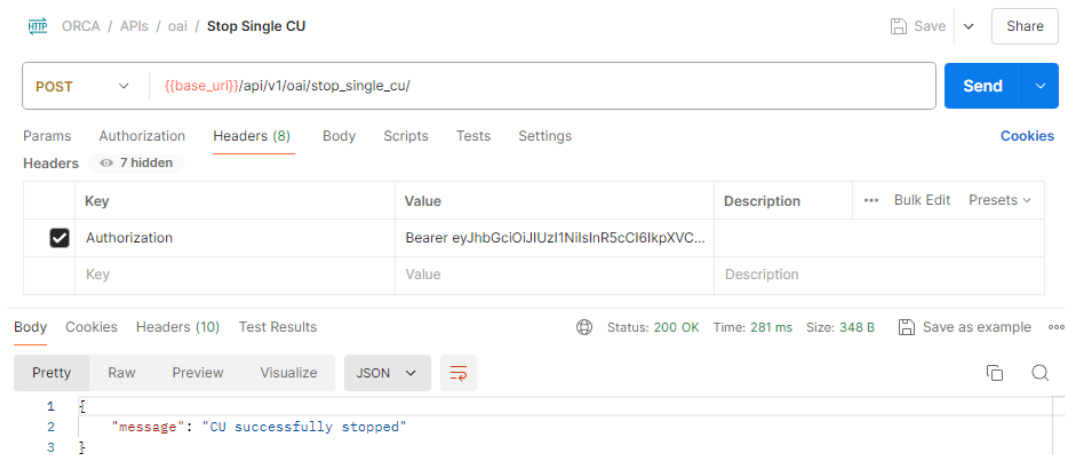 HTTP ORCA / APIs / oai / Stop Single CU Save Share
POST {{base_url}}/api/v1/oai/stop_single_cu/ Send
Params Authorization Headers (8) Body Scripts Tests Settings Cookies
Headers 7 hidden
Key Value Description ••• Bulk Edit Presets
Authorization Bearer eyJhbGciOiJIUzI1NiIsInR5cCI6IkpXVC...
Key Value Description
Body Cookies Headers (10) Test Results Status: 200 OK Time: 281 ms Size: 348 B Save as example
Pretty Raw Preview Visualize JSON
1 {
2 "message": "CU successfully stopped"
3 }